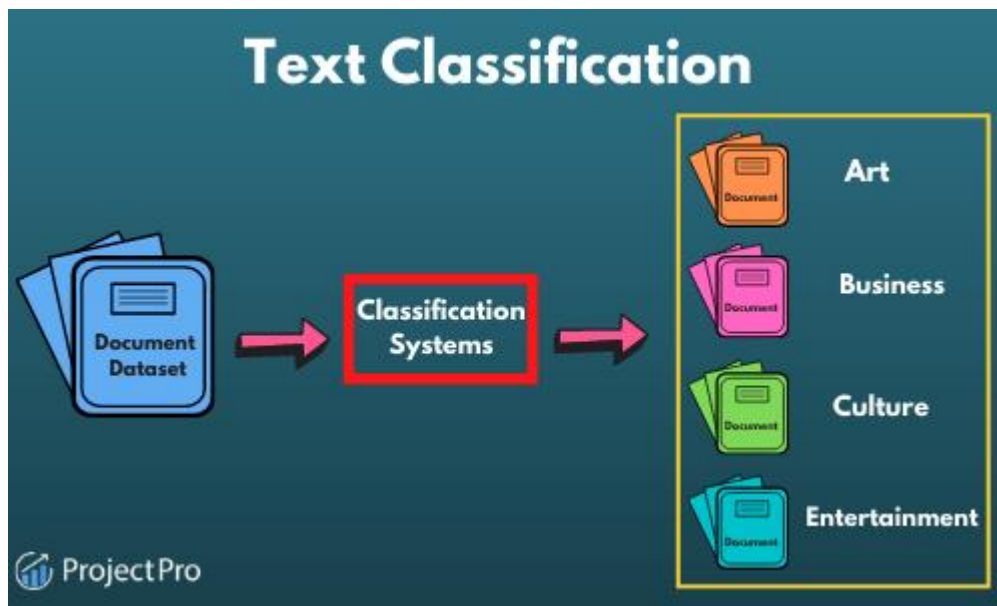 Text Classification
Document
Dataset
Classification
Systems
Document
Art
Document
Business
Document
Culture
Document
Entertainment
ProjectPro